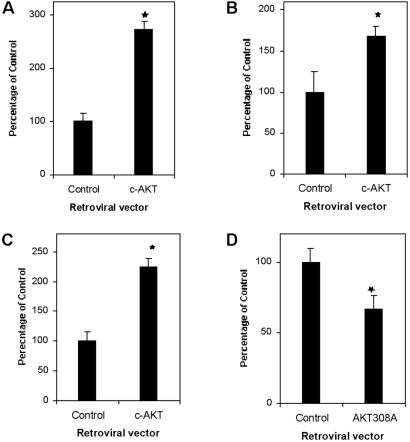 A
Percentage of Control
300
200
100
0
Control c-AKT
Retroviral vector
B
Percentage of Control
200
150
100
50
0
Control c-AKT
Retroviral vector
C
Perecntage of Control
250
200
150
100
50
0
Control c-AKT
Retroviral vector
D
Percentage of Control
100
50
0
Control AKT308A
Retroviral vector